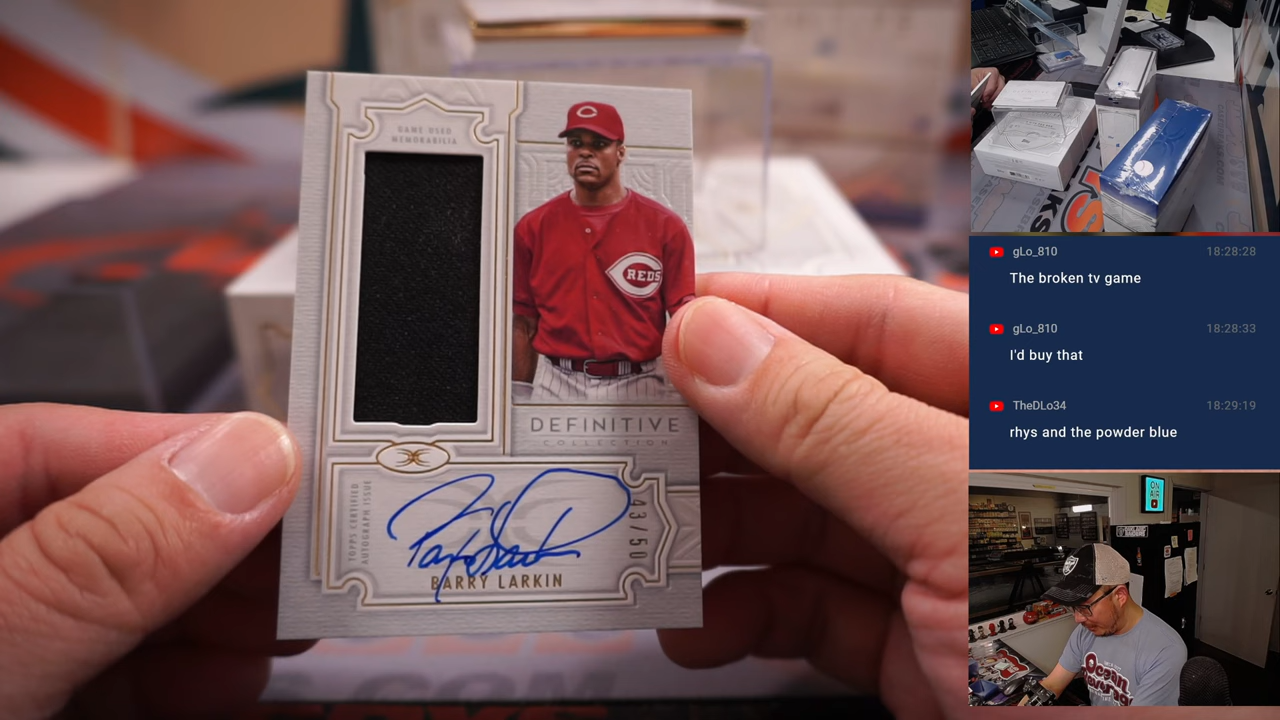 GAME USED
MEMORABILIA
C
REDS
DEFINITIVE
COLLECTION
TOPPS CERTIFIED
AUTOGRAPH ISSUE
43/50
BARRY LARKIN
gLo_810 18:28:28
The broken tv game
gLo_810 18:28:33
I'd buy that
TheDLo34 18:29:19
rhys and the powder blue
ON
AIR
Ocean